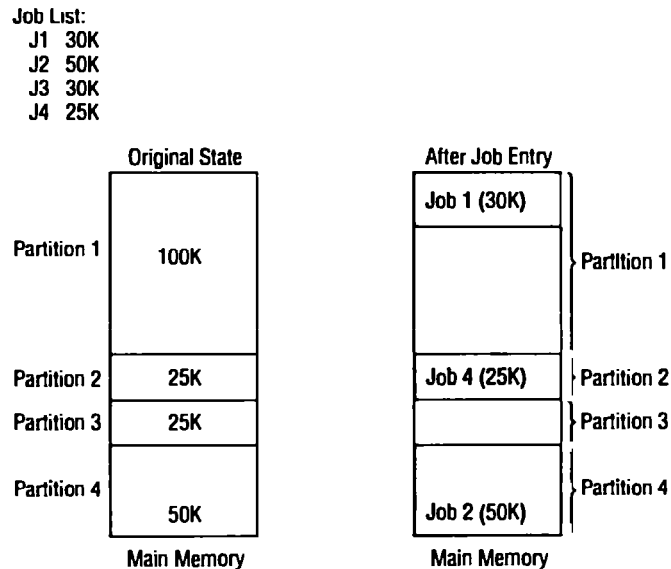 Job List:
J1 30K
J2 50K
J3 30K
J4 25K
Original State
Partition 1
100K
Partition 2
25K
Partition 3
25K
Partition 4
50K
Main Memory
After Job Entry
Job 1 (30K)
Partition 1
Job 4 (25K)
Partition 2
Partition 3
Partition 4
Job 2 (50K)
Main Memory